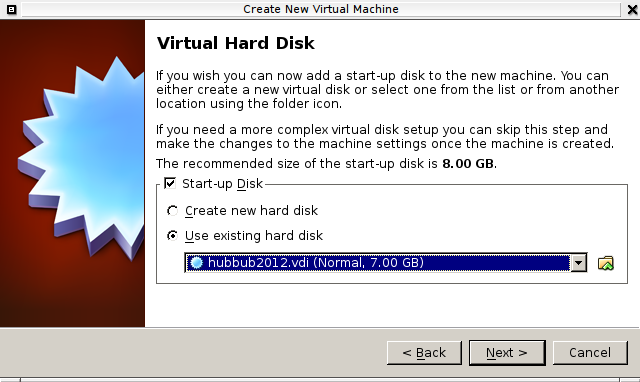 Create New Virtual Machine
Virtual Hard Disk
If you wish you can now add a start-up disk to the new machine. You can
either create a new virtual disk or select one from the list or from another
location using the folder icon.
If you need a more complex virtual disk setup you can skip this step and
make the changes to the machine settings once the machine is created.
The recommended size of the start-up disk is 8.00 GB.
Start-up Disk
Create new hard disk
Use existing hard disk
hubbub2012.vdi (Normal, 7.00 GB)
< Back
Next >
Cancel